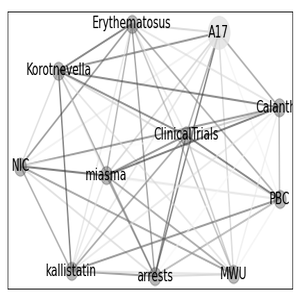 Erythematosus
A17
Korotnevella
Calanth
ClinicalTrials
NIC
miasma
PBC
kallistatin
arrests
MWU